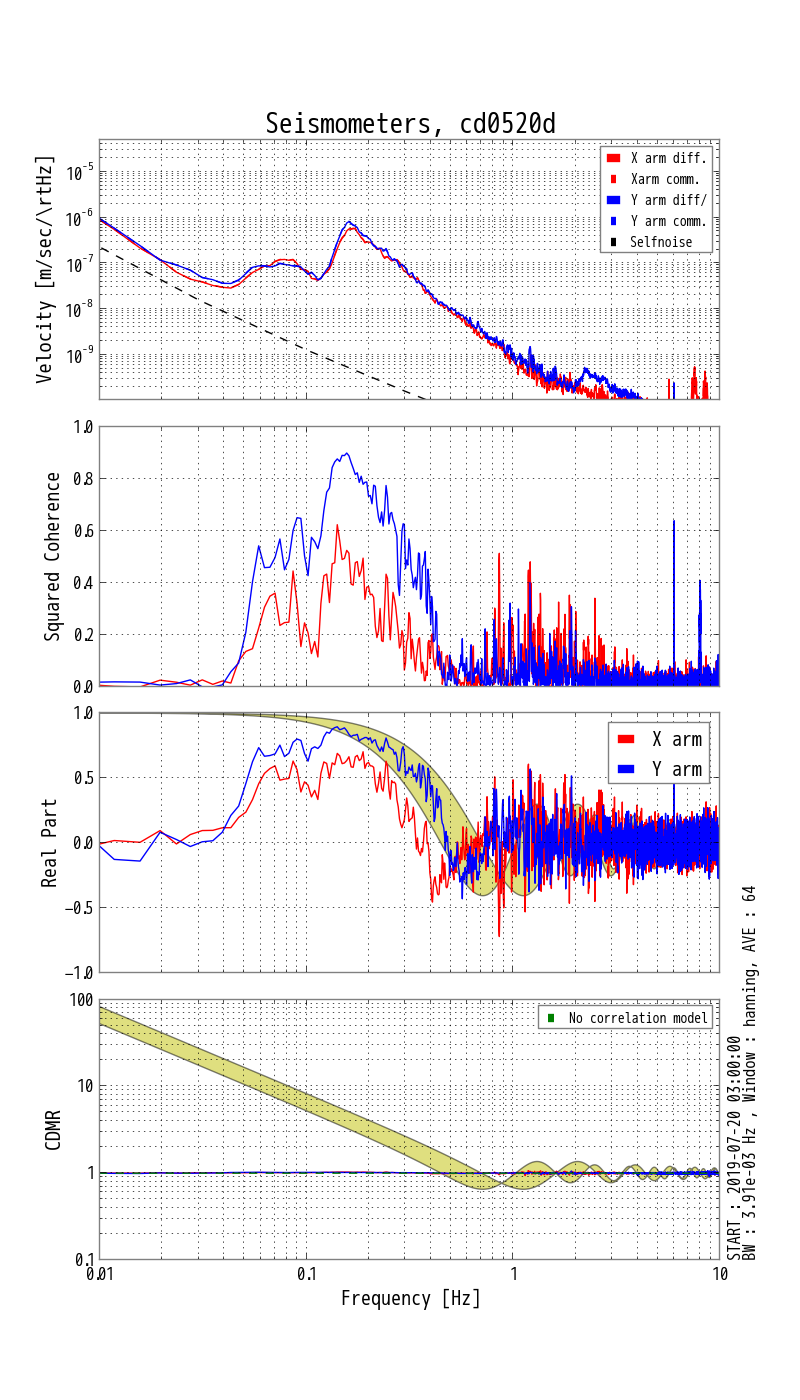 Seismometers, cd0520d
Velocity [m/sec/\rtHz]
10^-5
10^-6
10^-7
10^-8
10^-9
X arm diff.
Xarm comm.
Y arm diff/
Y arm comm.
Selfnoise
Squared Coherence
1.0
0.8
0.6
0.4
0.2
0.0
Real Part
1.0
0.5
0.0
−0.5
−1.0
X arm
Y arm
CDMR
100
10
1
0.1
No correlation model
0.01
0.1
1
10
Frequency [Hz]
START : 2019-07-20 03:00:00
BW : 3.91e-03 Hz , Window : hanning, AVE : 64